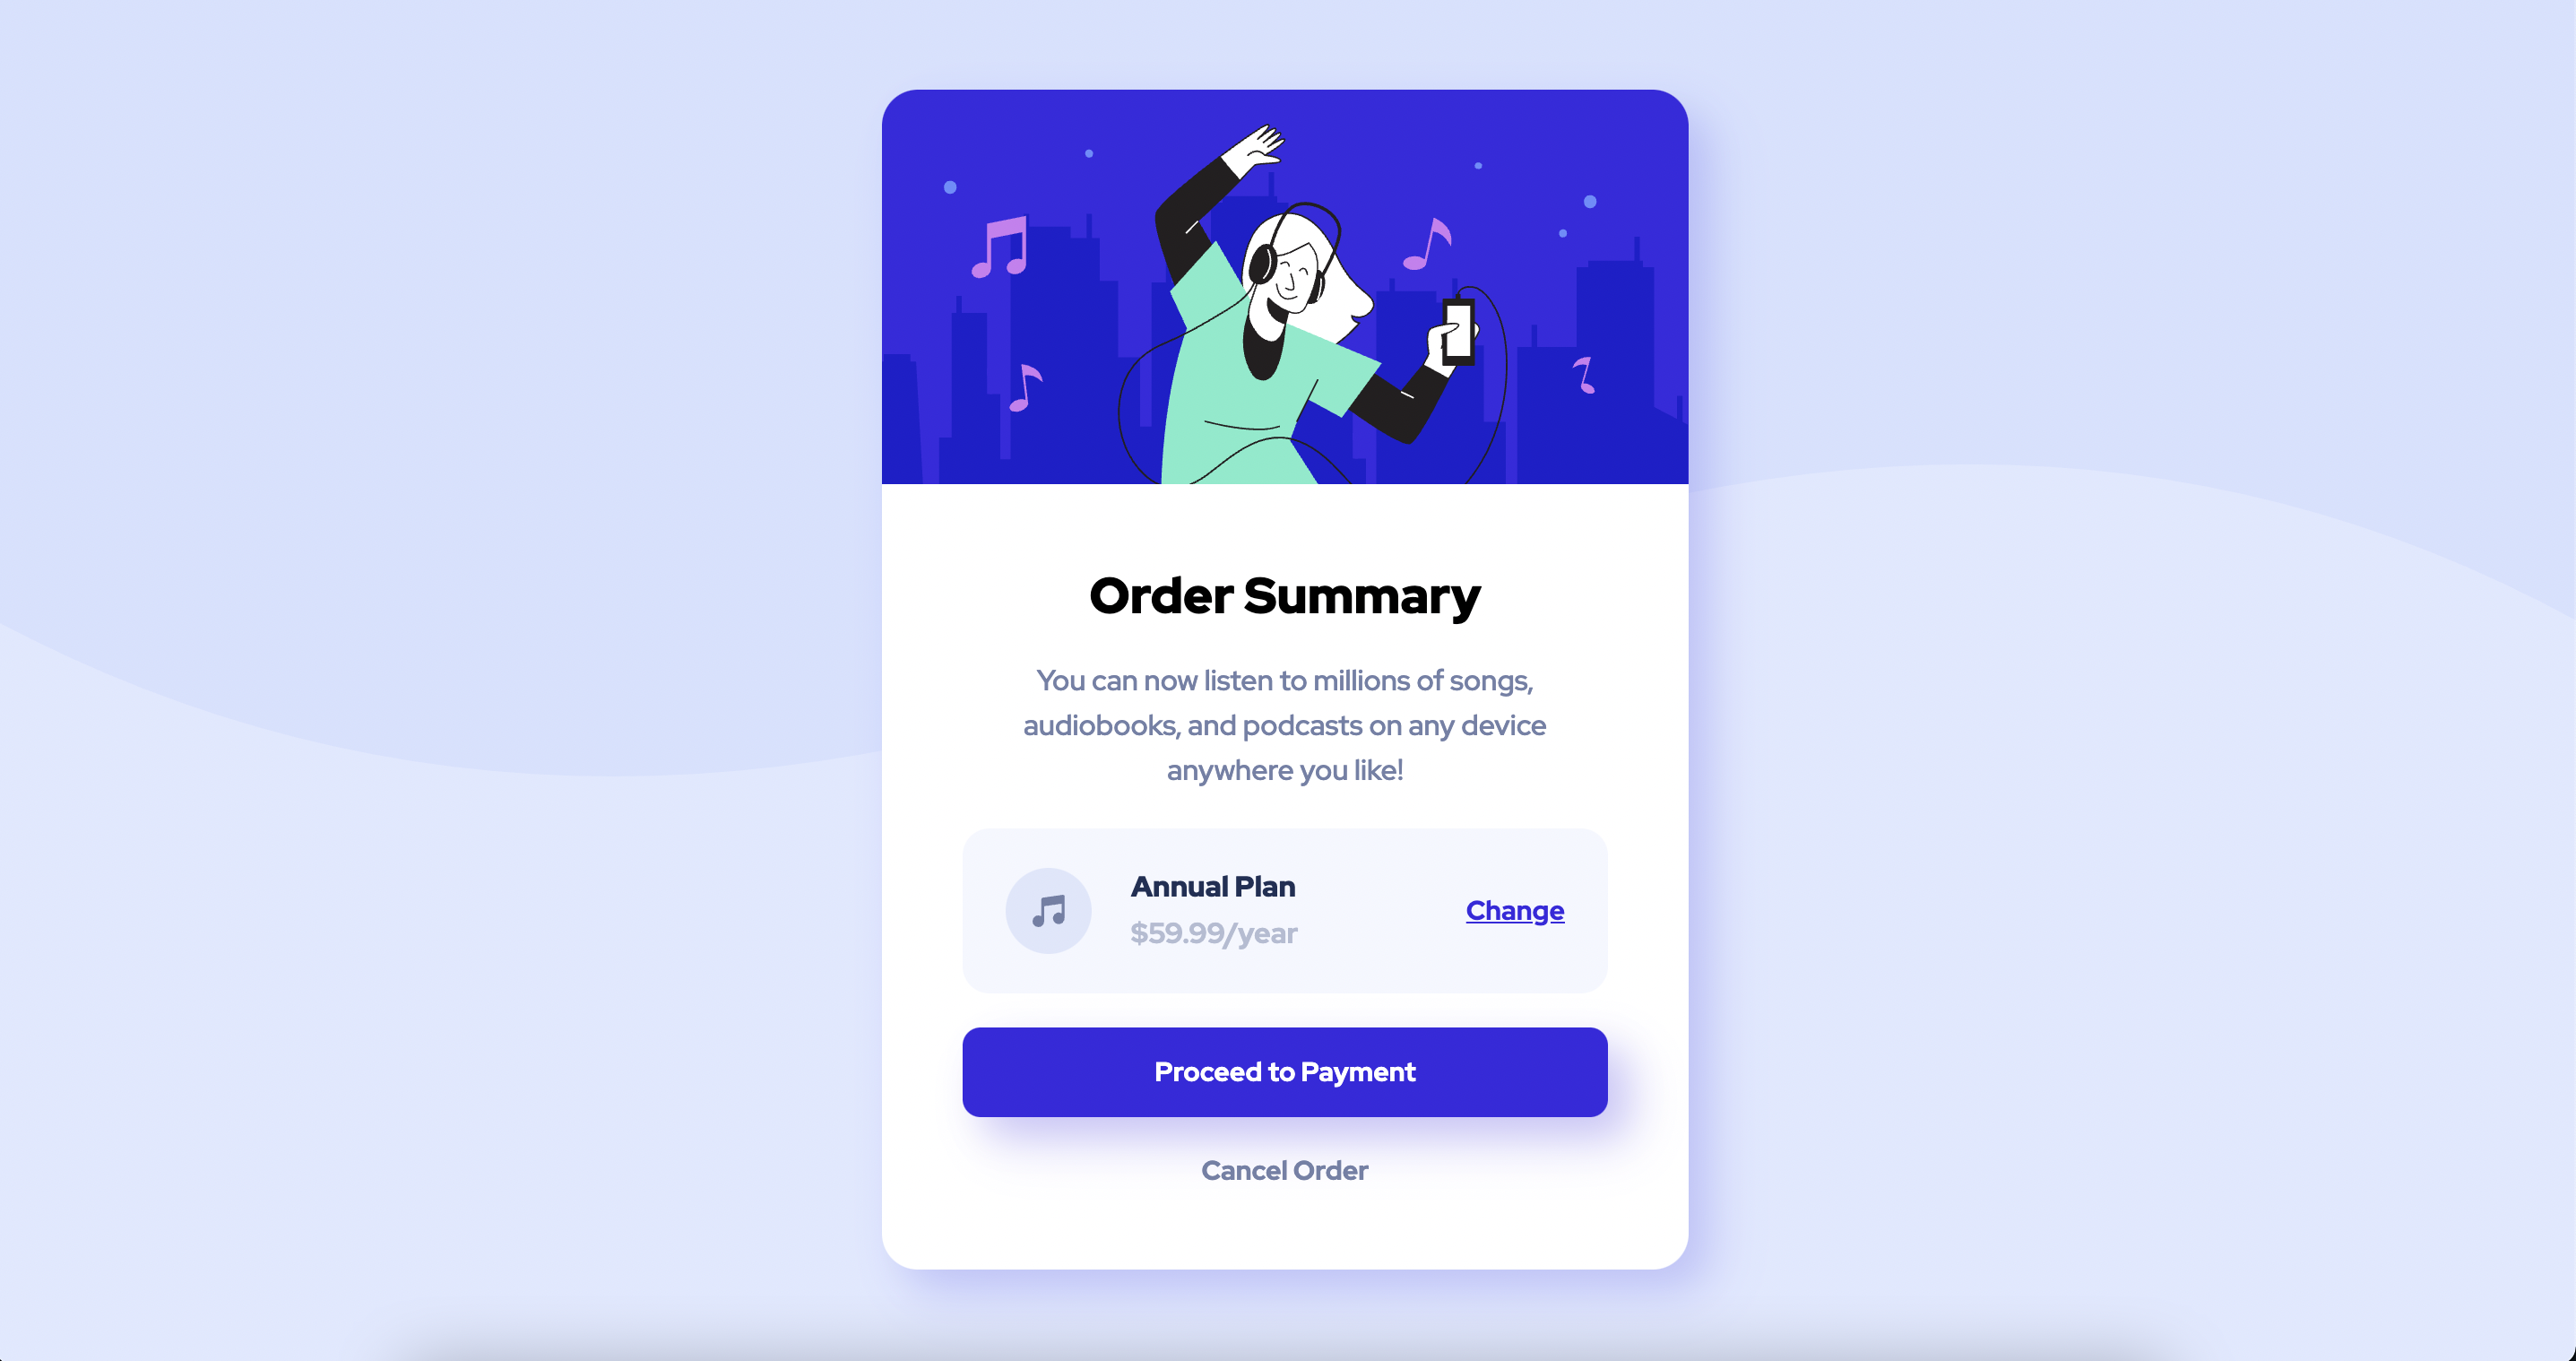 Order Summary
You can now listen to millions of songs,
audiobooks, and podcasts on any device
anywhere you like!
Annual Plan
$59.99/year
Change
Proceed to Payment
Cancel Order